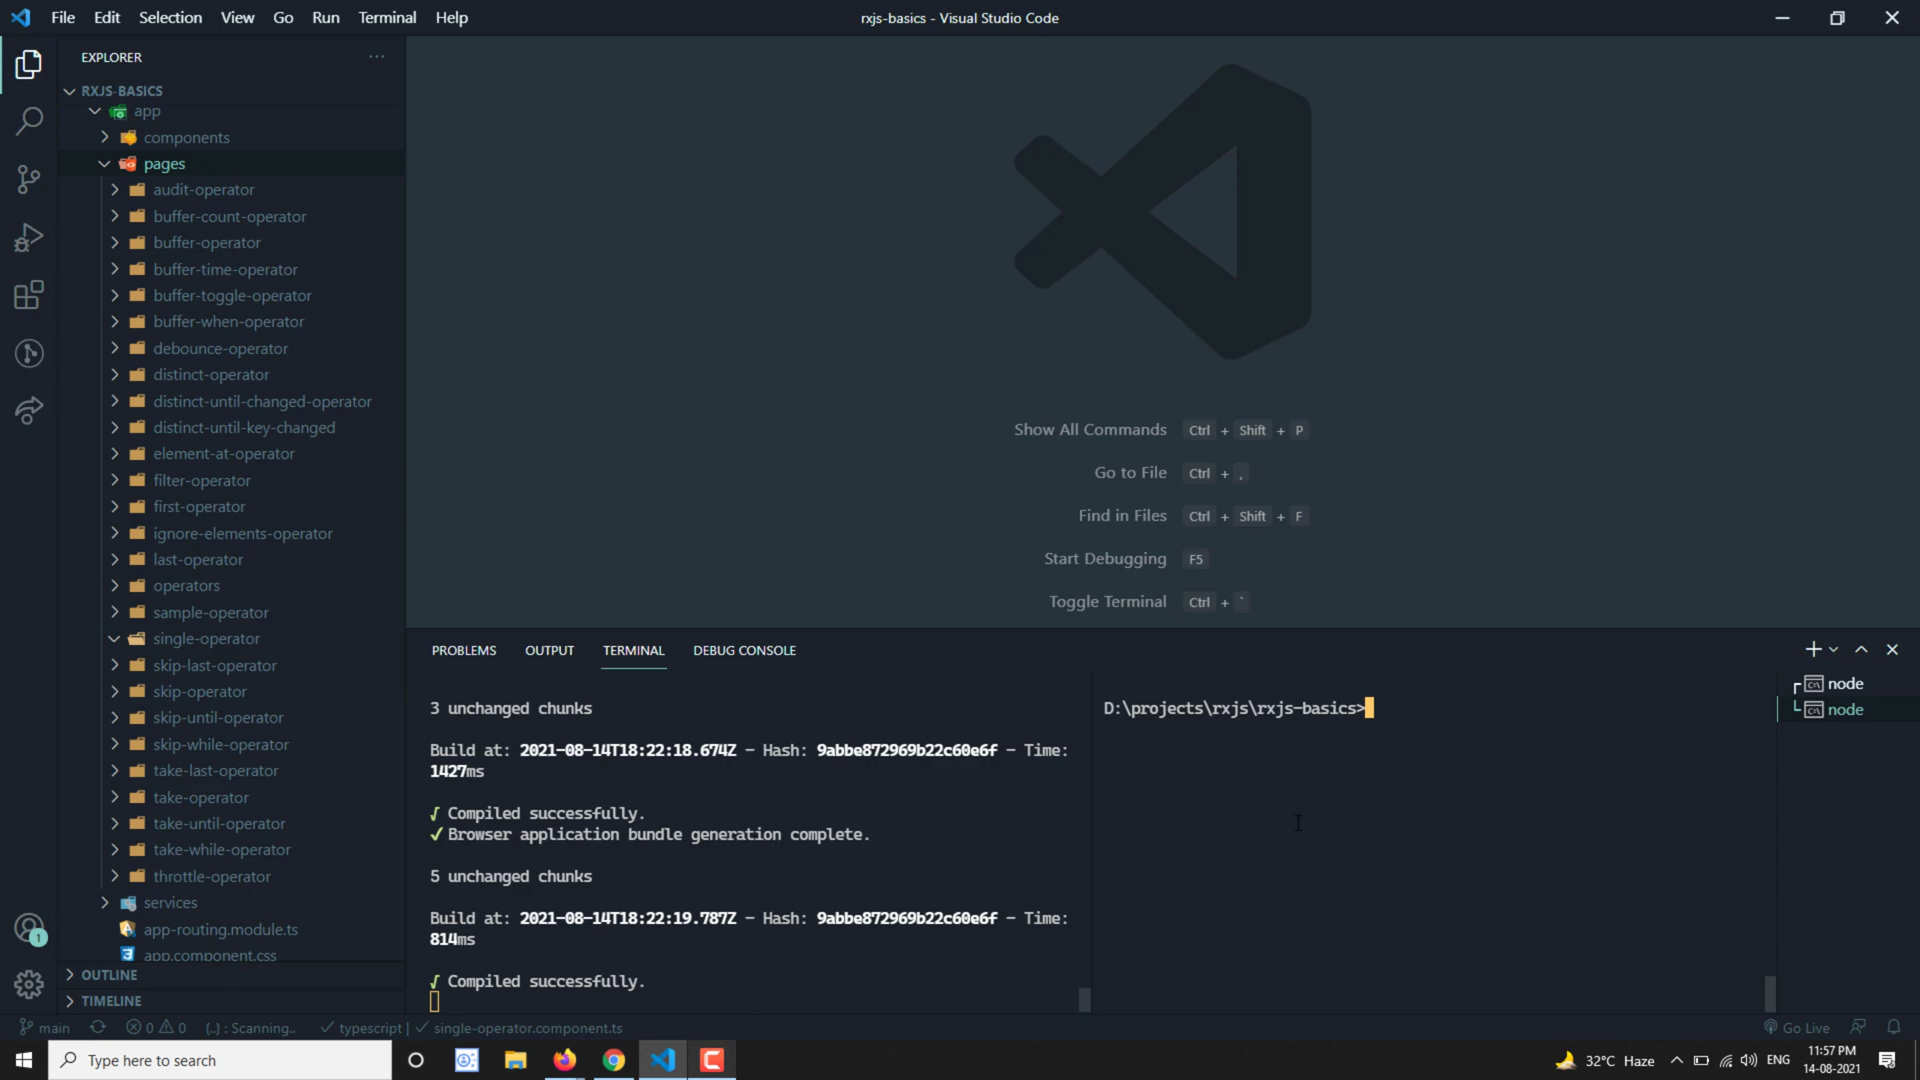 File Edit Selection View Go Run Terminal Help
rxjs-basics - Visual Studio Code
EXPLORER
RXJS-BASICS
app
components
pages
audit-operator
buffer-count-operator
buffer-operator
buffer-time-operator
buffer-toggle-operator
buffer-when-operator
debounce-operator
distinct-operator
distinct-until-changed-operator
distinct-until-key-changed
element-at-operator
filter-operator
first-operator
ignore-elements-operator
last-operator
operators
sample-operator
single-operator
skip-last-operator
skip-operator
skip-until-operator
skip-while-operator
take-last-operator
take-operator
take-until-operator
take-while-operator
throttle-operator
services
app-routing.module.ts
app.component.css
OUTLINE
TIMELINE
1
Show All Commands Ctrl + Shift + P
Go to File Ctrl + ,
Find in Files Ctrl + Shift + F
Start Debugging F5
Toggle Terminal Ctrl + `
PROBLEMS OUTPUT TERMINAL DEBUG CONSOLE
3 unchanged chunks
Build at: 2021-08-14T18:22:18.674Z - Hash: 9abbe872969b22c60e6f - Time:
1427ms
√ Compiled successfully.
✓ Browser application bundle generation complete.
5 unchanged chunks
Build at: 2021-08-14T18:22:19.787Z - Hash: 9abbe872969b22c60e6f - Time:
814ms
√ Compiled successfully.
D:\projects\rxjs\rxjs-basics>
node
node
main 0 0 {..} : Scanning.. ✓ typescript | ✓ single-operator.component.ts Go Live
Type here to search
32°C Haze ENG
11:57 PM
14-08-2021